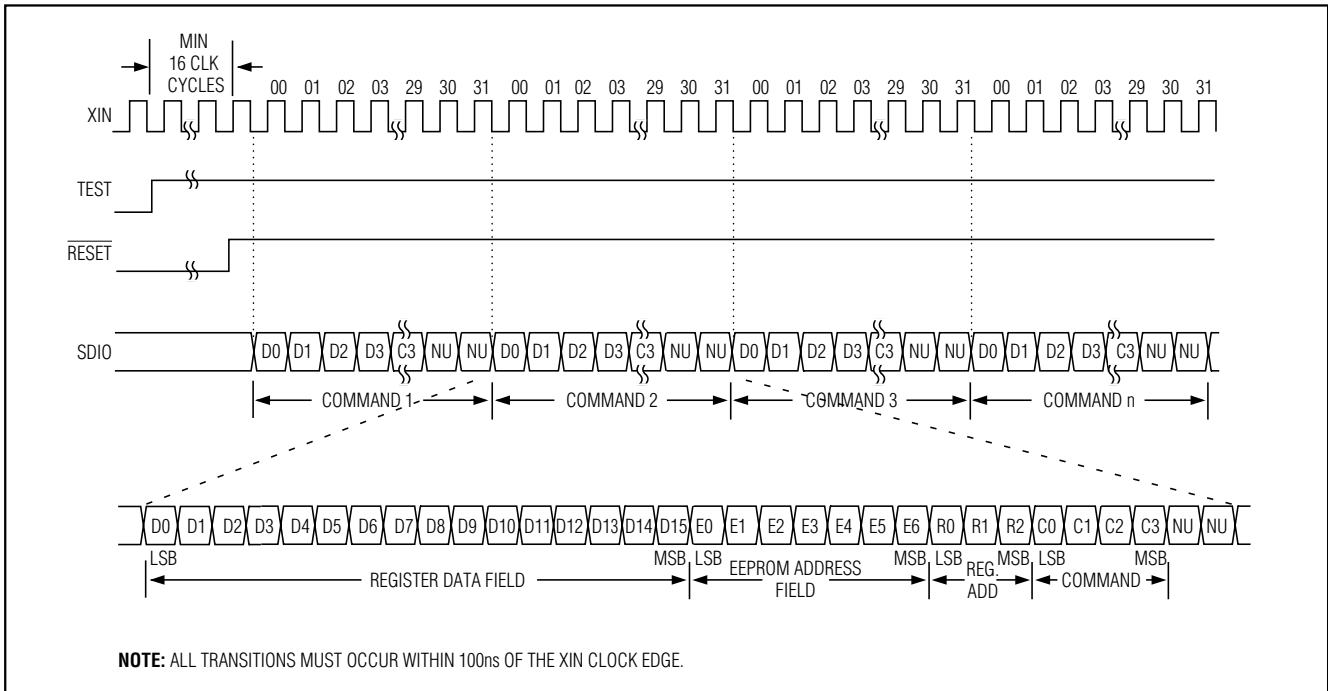 MIN
16 CLK
CYCLES
00 01 02 03 29 30 31 00 01 02 03 29 30 31 00 01 02 03 29 30 31 00 01 02 03 29 30 31
XIN
TEST
RESET
SDIO D0 D1 D2 D3 C3 NU NU D0 D1 D2 D3 C3 NU NU D0 D1 D2 D3 C3 NU NU D0 D1 D2 D3 C3 NU NU
COMMAND 1 COMMAND 2 COMMAND 3 COMMAND n
D0 D1 D2 D3 D4 D5 D6 D7 D8 D9 D10 D11 D12 D13 D14 D15 E0 E1 E2 E3 E4 E5 E6 R0 R1 R2 C0 C1 C2 C3 NU NU
LSB MSB LSB MSB LSB MSB LSB MSB
REGISTER DATA FIELD EEPROM ADDRESS FIELD REG. ADD COMMAND
NOTE: ALL TRANSITIONS MUST OCCUR WITHIN 100ns OF THE XIN CLOCK EDGE.